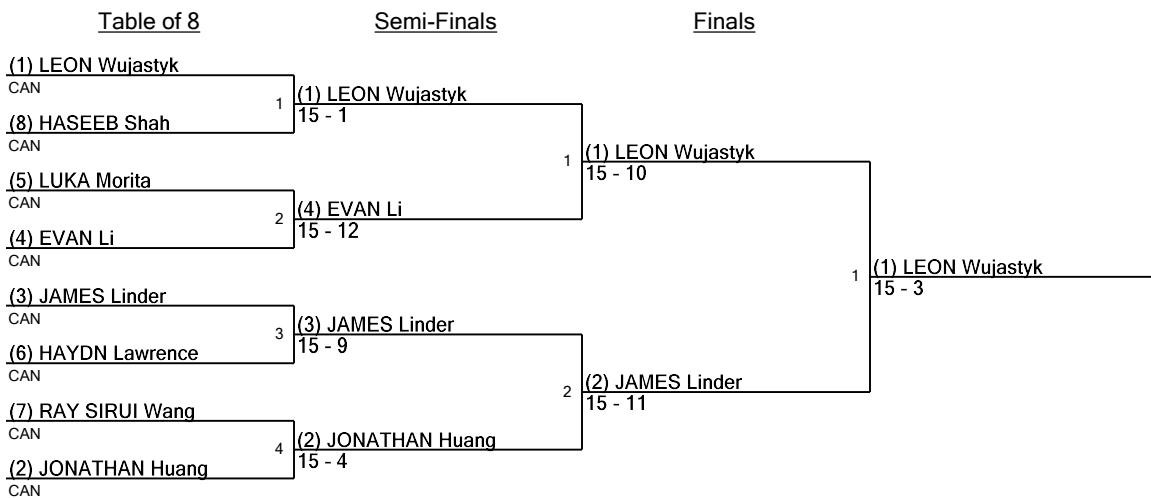 Table of 8 Semi-Finals Finals
(1) LEON Wujastyk
CAN
(8) HASEEB Shah
CAN
(5) LUKA Morita
CAN
(4) EVAN Li
CAN
(3) JAMES Linder
CAN
(6) HAYDN Lawrence
CAN
(7) RAY SIRUI Wang
CAN
(2) JONATHAN Huang
CAN
1
2
3
4
(1) LEON Wujastyk
15 - 1
(4) EVAN Li
15 - 12
(3) JAMES Linder
15 - 9
(2) JONATHAN Huang
15 - 4
1
2
(1) LEON Wujastyk
15 - 10
(2) JAMES Linder
15 - 11
1
(1) LEON Wujastyk
15 - 3